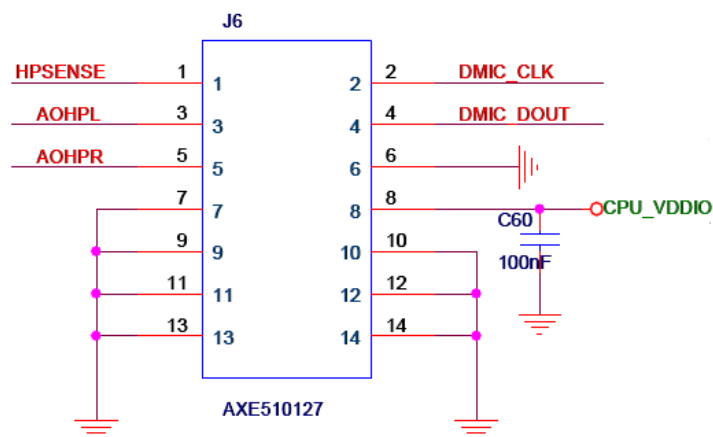 J6
HPSENSE 1 1 2 2 DMIC_CLK
AOHPL 3 3 4 4 DMIC_DOUT
AOHPR 5 5 6 6
7 7 8 8 CPU_VDDIO
C60
9 9 10 10 100nF
11 11 12 12
13 13 14 14
AXE510127